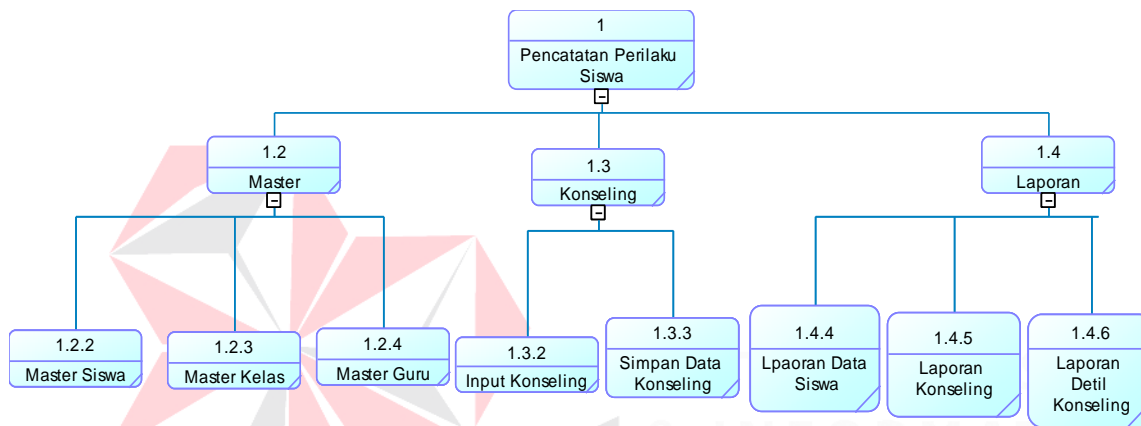 1
Pencatatan Perilaku
Siswa
1.2
Master
1.3
Konseling
1.4
Laporan
1.2.2
Master Siswa
1.2.3
Master Kelas
1.2.4
Master Guru
1.3.2
Input Konseling
1.3.3
Simpan Data
Konseling
1.4.4
Lpaoran Data
Siswa
1.4.5
Laporan
Konseling
1.4.6
Laporan
Detil
Konseling